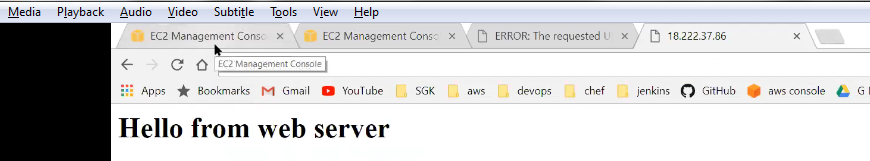 Media Playback Audio Video Subtitle Tools View Help
EC2 Management Conso EC2 Management Conso ERROR: The requested U 18.222.37.86
EC2 Management Console
Apps Bookmarks Gmail YouTube SGK aws devops chef jenkins GitHub aws console G
Hello from web server